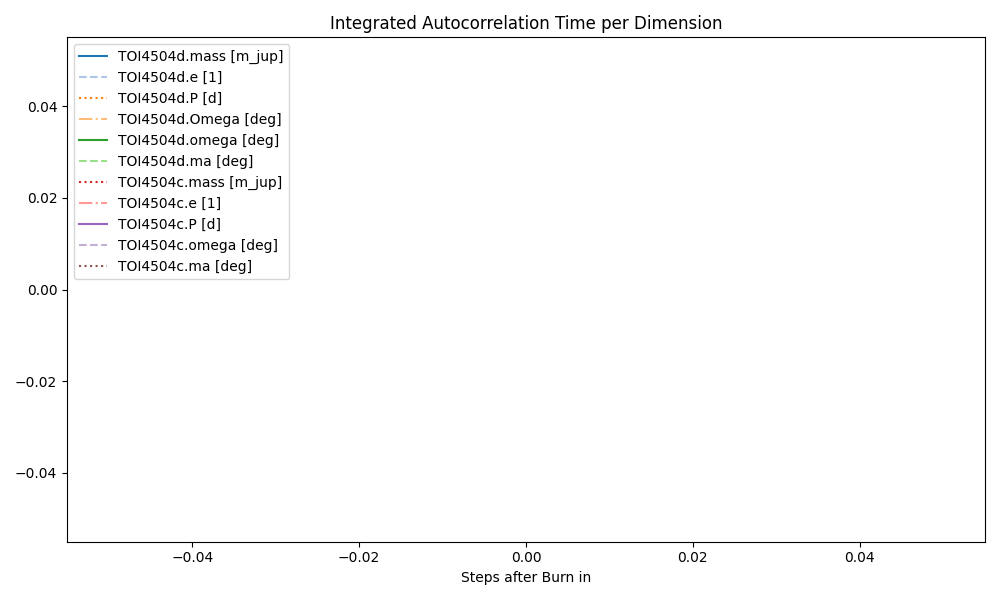 Integrated Autocorrelation Time per Dimension
TOI4504d.mass [m_jup]
TOI4504d.e [1]
TOI4504d.P [d]
TOI4504d.Omega [deg]
TOI4504d.omega [deg]
TOI4504d.ma [deg]
TOI4504c.mass [m_jup]
TOI4504c.e [1]
TOI4504c.P [d]
TOI4504c.omega [deg]
TOI4504c.ma [deg]
0.04
0.02
0.00
−0.02
−0.04
−0.04 −0.02 0.00 0.02 0.04
Steps after Burn in